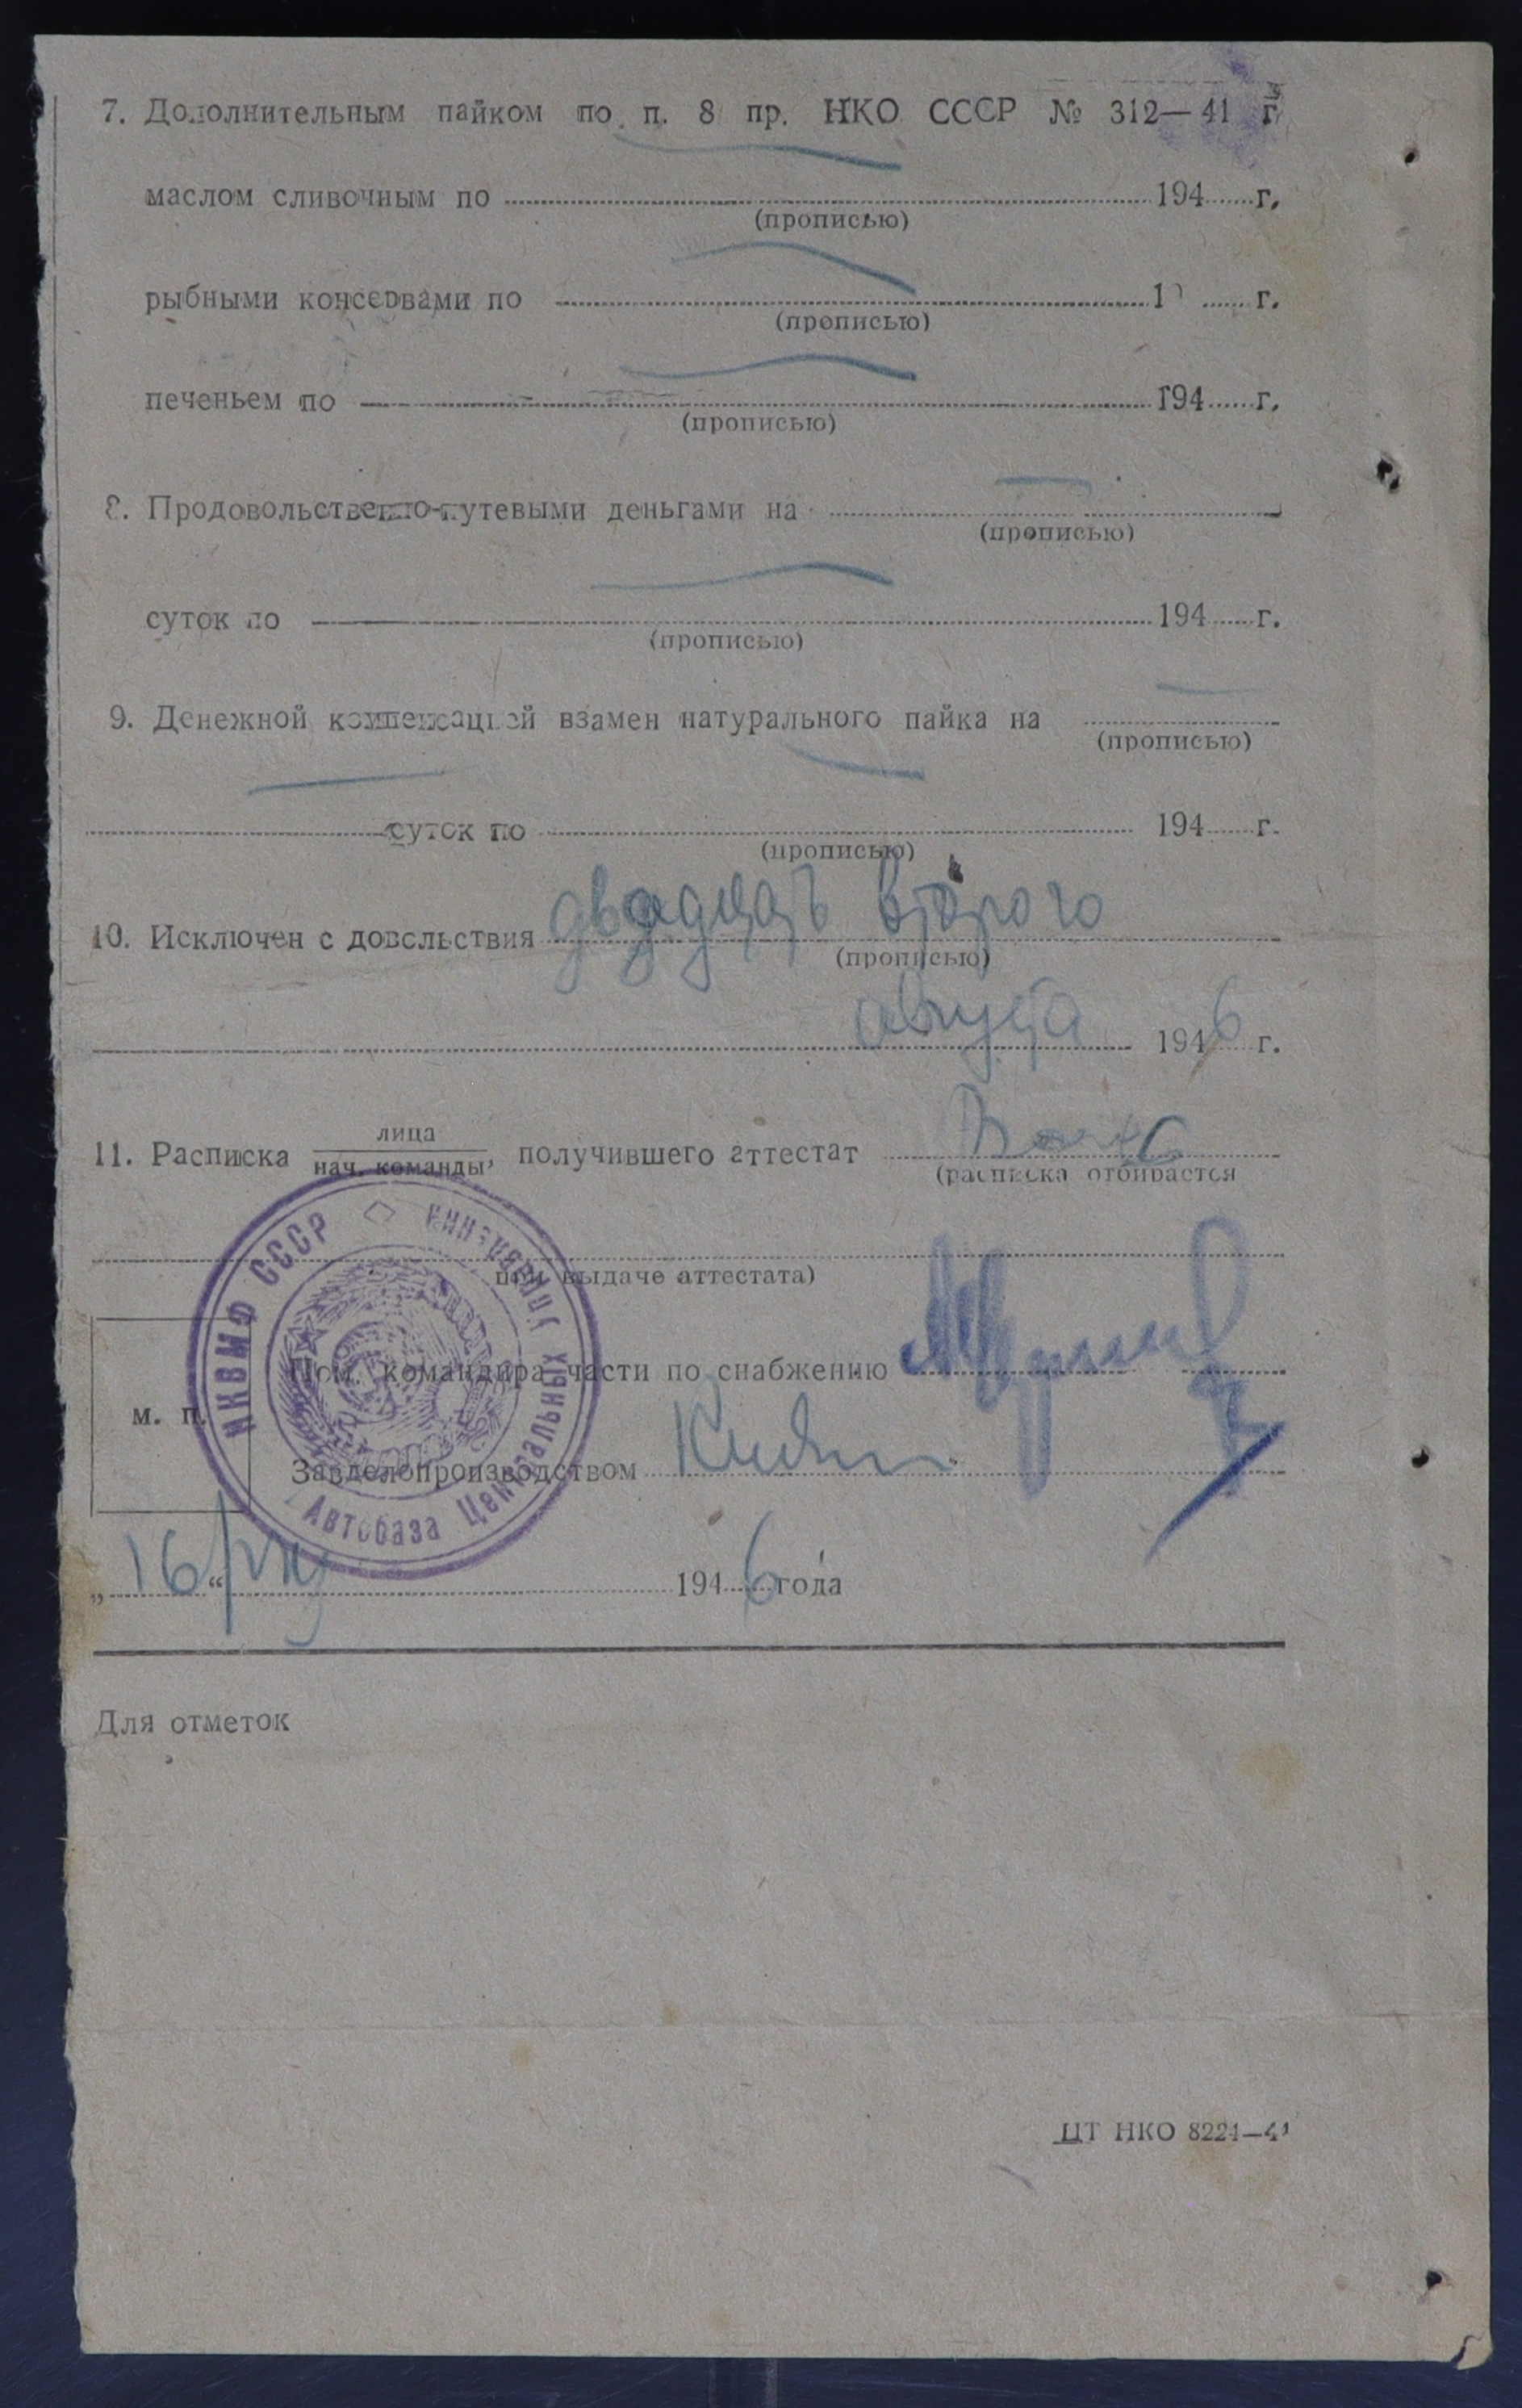 7. Дополнительным пайком по п. 8 пр. НКО СССР № 312—41 г.
маслом сливочным по 194 г.
(прописью)
рыбными консервами по 1 г.
(прописью)
печеньем по 194 г.
(прописью)
8. Продовольственно-путевыми деньгами на
(прописью)
суток по 194 г.
(прописью)
9. Денежной компенсацией взамен натурального пайка на
(прописью)
суток по 194 г.
(прописью)
10. Исключен с довольствия двадцать второго
(прописью)
августа 1946 г.
11. Расписка лица
нач. команды, получившего аттестат
(расписка отбирается
при выдаче аттестата)
НКВМФ СССР
Автобаза Центральных Управлений
Пом. командира части по снабжению
м. п.
Завделопроизводством
„16“ 1946 года
Для отметок
ЦТ НКО 8224—41